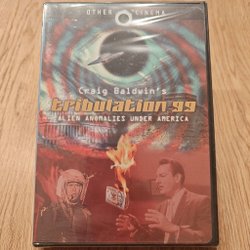 OTHER CINEMA
Craig Baldwin's
tribulation 99
ALIEN ANOMALIES UNDER AMERICA